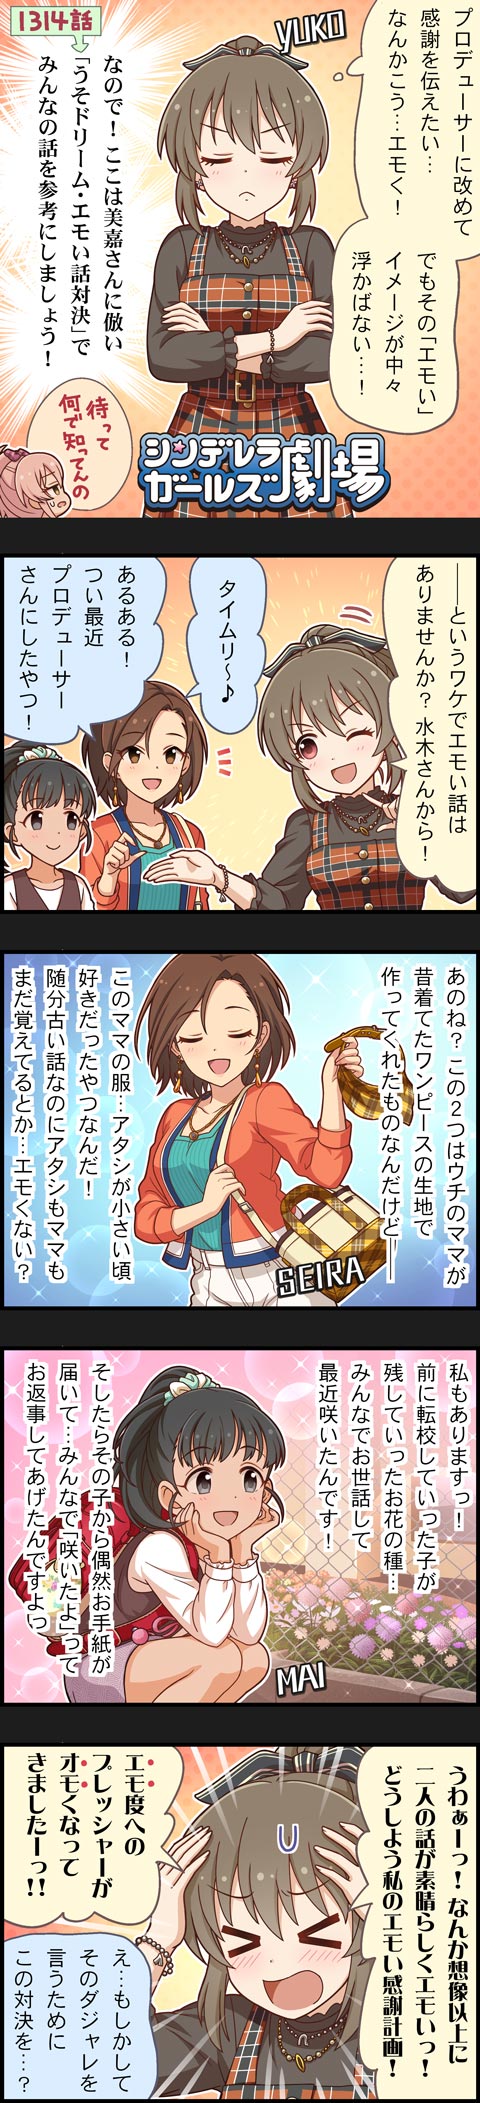 プロデューサーに改めて
感謝を伝えたい…
なんかこう…エモく！
でもその「エモい」
イメージが中々
浮かばない…！
YUKO
1314話
なので！ここは美嘉さんに倣い
「うそドリーム・エモい話対決」で
みんなの話を参考にしましょう！
待って
何で知ってんの
シンデレラ
ガールズ劇場
――というワケでエモい話は
ありませんか？水木さんから！
タイムリ〜♪
あるある！
つい最近
プロデューサー
さんにしたやつ！
あのね？この2つはウチのママが
昔着てたワンピースの生地で
作ってくれたものなんだけど――
このママの服…アタシが小さい頃
好きだったやつなんだ！
随分古い話なのにアタシもママも
まだ覚えてるとか…エモくない？
SEIRA
私もありますっ！
前に転校していった子が
残していったお花の種…
みんなでお世話して
最近咲いたんです！
そしたらその子から偶然お手紙が
届いて…みんなで「咲いたよ」って
お返事してあげたんですよっ
MAI
うわぁーっ！なんか想像以上に
二人の話が素晴らしくエモいっ！
どうしよう私のエモい感謝計画！
エモ度への
プレッシャーが
オモくなって
きましたーっ!!
え…もしかして
そのダジャレを
言うために
この対決を…？